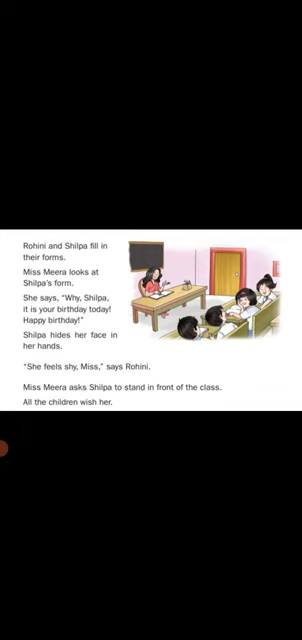 Rohini and Shilpa fill in
their forms.
Miss Meera looks at
Shilpa's form.
She says, “Why, Shilpa,
it is your birthday today!
Happy birthday!”
Shilpa hides her face in
her hands.
“She feels shy, Miss,” says Rohini.
Miss Meera asks Shilpa to stand in front of the class.
All the children wish her.